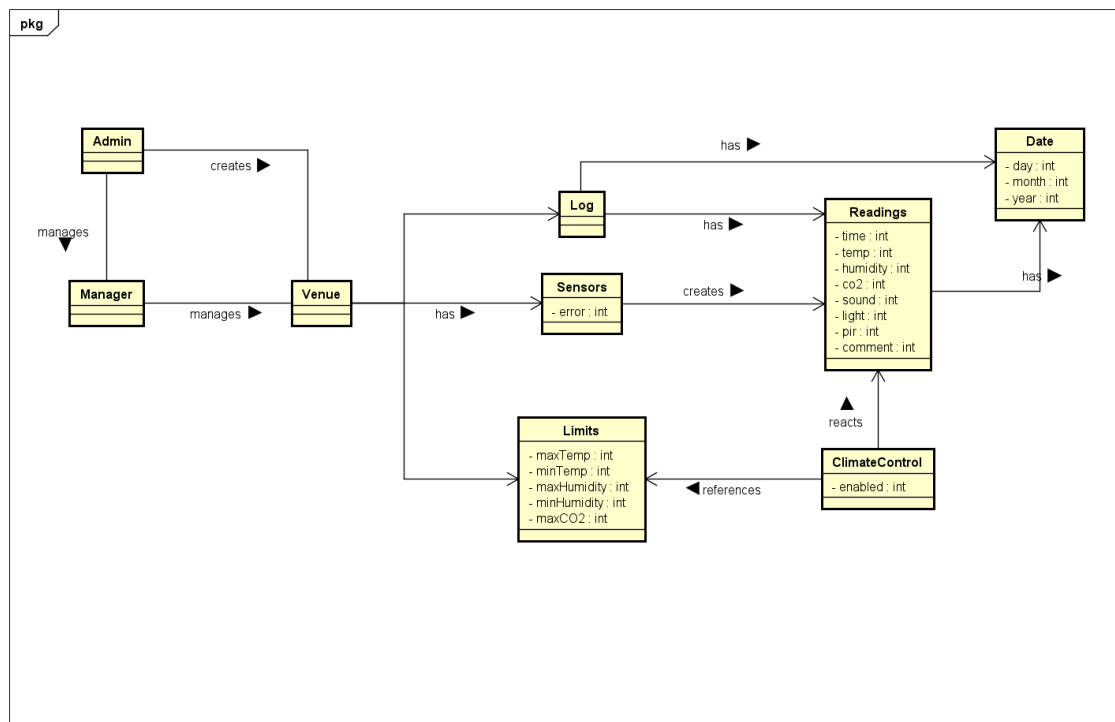 pkg
Admin
creates
manages
Manager
manages
Venue
has
Log
has
has
Sensors
- error : int
creates
Limits
- maxTemp : int
- minTemp : int
- maxHumidity : int
- minHumidity : int
- maxCO2 : int
references
Readings
- time : int
- temp : int
- humidity : int
- co2 : int
- sound : int
- light : int
- pir : int
- comment : int
reacts
ClimateControl
- enabled : int
has
Date
- day : int
- month : int
- year : int